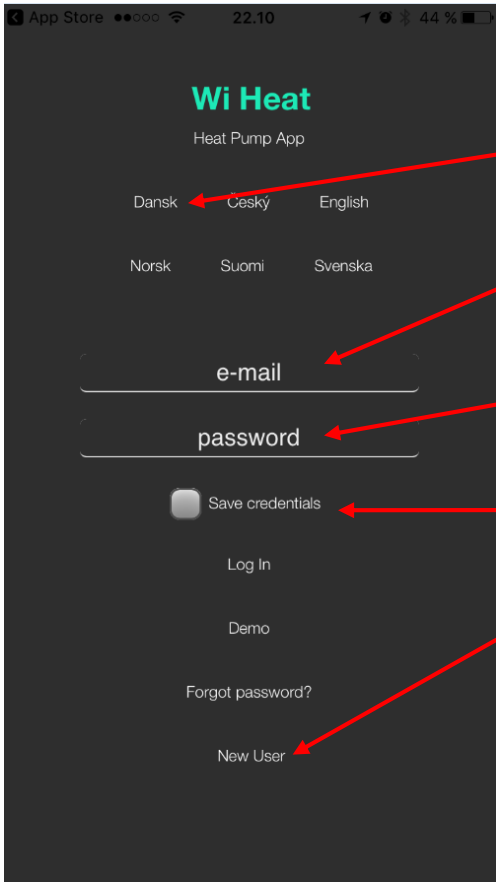 App Store 22.10 44 %
Wi Heat
Heat Pump App
Dansk Český English
Norsk Suomi Svenska
e-mail
password
Save credentials
Log In
Demo
Forgot password?
New User